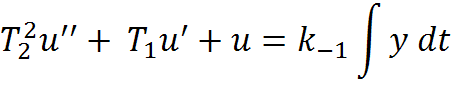 T₂²u′′ + T₁u′ + u = k₋₁ ∫ y dt